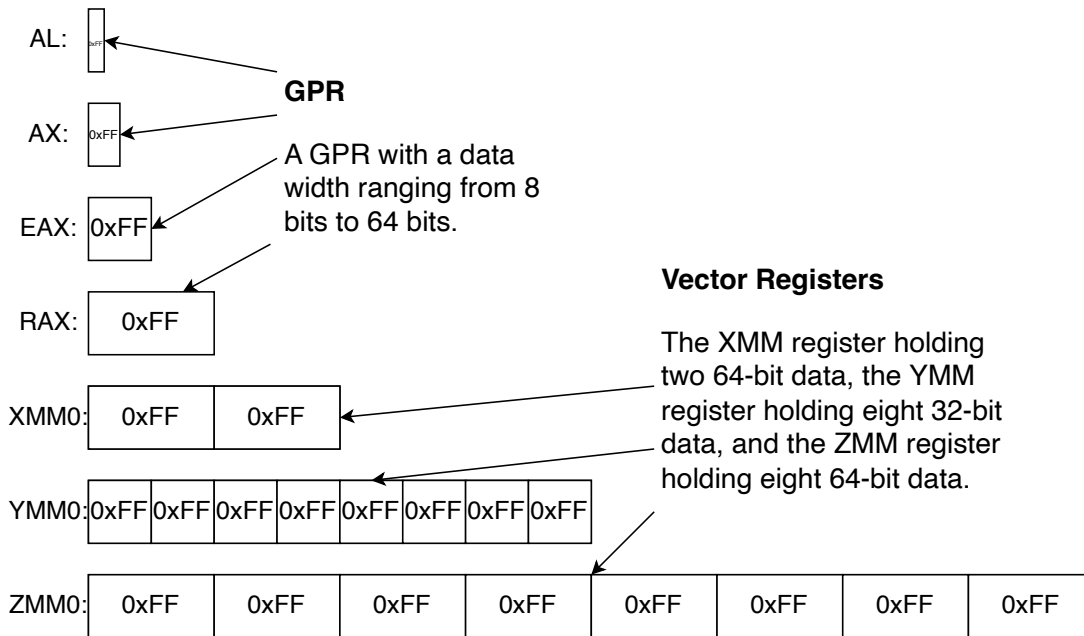 AL:
0xFF
GPR
AX:
0xFF
A GPR with a data
width ranging from 8
bits to 64 bits.
EAX:
0xFF
RAX:
0xFF
Vector Registers
The XMM register holding
two 64-bit data, the YMM
register holding eight 32-bit
data, and the ZMM register
holding eight 64-bit data.
XMM0:
0xFF 0xFF
YMM0:
0xFF 0xFF 0xFF 0xFF 0xFF 0xFF 0xFF 0xFF
ZMM0:
0xFF 0xFF 0xFF 0xFF 0xFF 0xFF 0xFF 0xFF